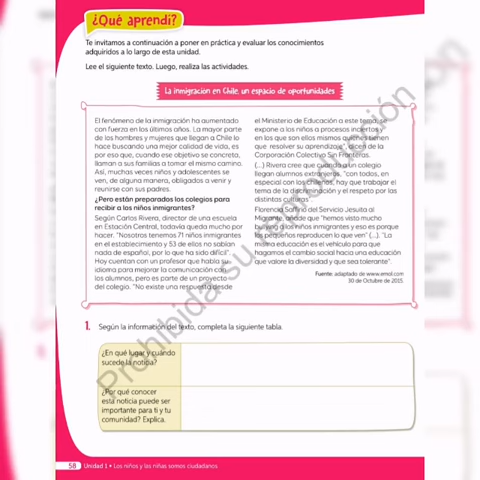 ¿Qué aprendí?
Te invitamos a continuación a poner en práctica y evaluar los conocimientos
adquiridos a lo largo de esta unidad.
Lee el siguiente texto. Luego, realiza las actividades.
La inmigración en Chile, un espacio de oportunidades
El fenómeno de la inmigración ha aumentado
con fuerza en los últimos años. La mayor parte
de los hombres y mujeres que llegan a Chile lo
hace buscando una mejor calidad de vida, es
por eso que, cuando ese objetivo se concreta,
llaman a sus familias a tomar el mismo camino.
Así, muchas veces niños y adolescentes se
ven, de alguna manera, obligados a venir y
reunirse con sus padres.
¿Pero están preparados los colegios para
recibir a los niños inmigrantes?
Según Carlos Rivera, director de una escuela
en Estación Central, todavía queda mucho por
hacer. "Nosotros tenemos 71 niños inmigrantes
en el establecimiento y 53 de ellos no sabían
nada de español, por lo que ha sido difícil".
Hoy cuentan con un profesor que habla su
idioma para mejorar la comunicación con
los alumnos, pero es parte de un proyecto
del colegio. "No existe una respuesta desde
el Ministerio de Educación a este tema, se
expone a los niños a procesos inciertos y
en los que son ellos mismos quienes tienen
que resolver su aprendizaje", dicen de la
Corporación Colectivo Sin Fronteras.
(...) Rivera cree que cuando a un colegio
llegan alumnos extranjeros, "con todos, en
especial con los chilenos, hay que trabajar el
tema de la discriminación y el respeto por las
distintas culturas".
Florencia San del Servicio Jesuita al
Migrante, añade que "hemos visto mucho
bullying a los niños inmigrantes y eso es porque
los pequeños reproducen lo que ven" (...). "La
misma educación es el vehículo para que
hagamos el cambio social hacia una educación
que valore la diversidad y que sea tolerante".
Fuente: adaptado de www.emol.com
30 de Octubre de 2015.
1. Según la información del texto, completa la siguiente tabla.
¿En qué lugar y cuándo
sucede la noticia?
¿Por qué conocer
esta noticia puede ser
importante para ti y tu
comunidad? Explica.
58 Unidad 1 • Los niños y las niñas somos ciudadanos
Prohibida su reproducción